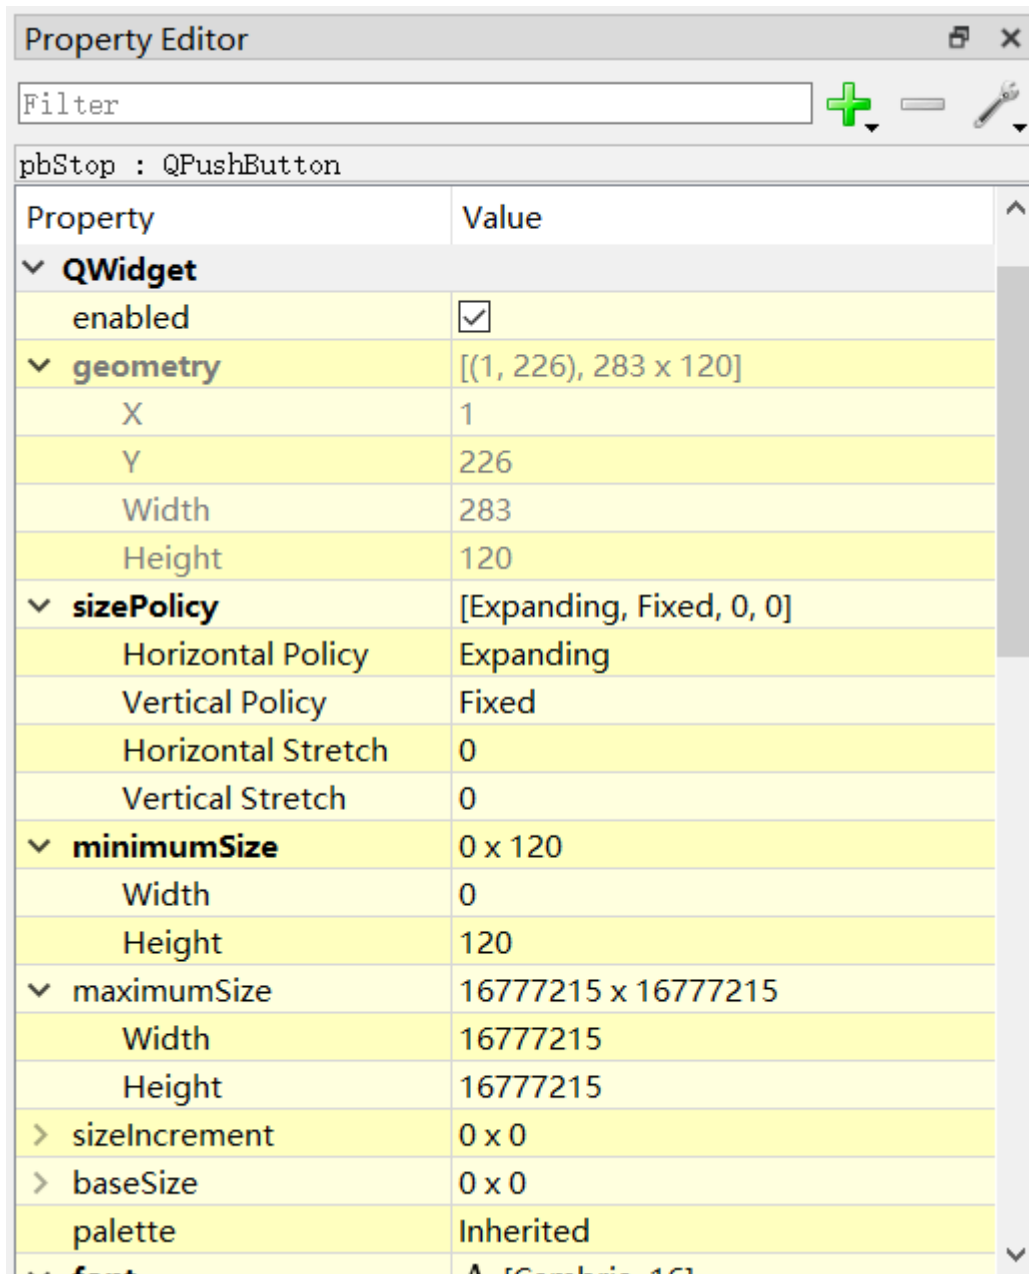 Property Editor
Filter
pbStop : QPushButton
Property Value
QWidget
enabled
geometry [(1, 226), 283 x 120]
X 1
Y 226
Width 283
Height 120
sizePolicy [Expanding, Fixed, 0, 0]
Horizontal Policy Expanding
Vertical Policy Fixed
Horizontal Stretch 0
Vertical Stretch 0
minimumSize 0 x 120
Width 0
Height 120
maximumSize 16777215 x 16777215
Width 16777215
Height 16777215
sizeIncrement 0 x 0
baseSize 0 x 0
palette Inherited
font A [Cambria, 16]